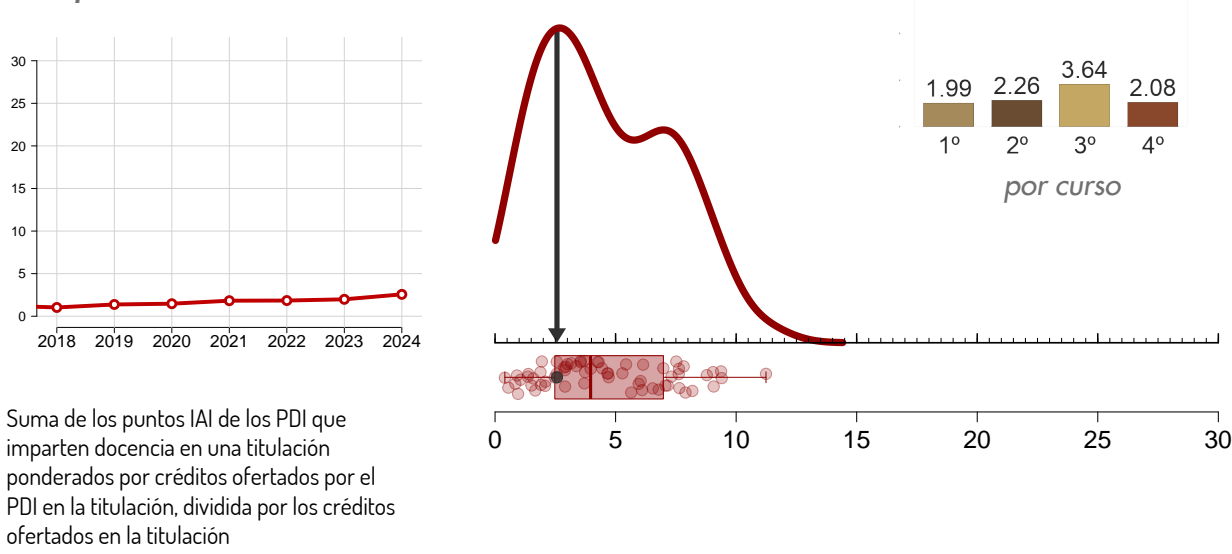 30
25
20
15
10
5
0
2018 2019 2020 2021 2022 2023 2024
Suma de los puntos IAI de los PDI que
imparten docencia en una titulación
ponderados por créditos ofertados por el
PDI en la titulación, dividida por los créditos
ofertados en la titulación
0 5 10 15 20 25 30
1.99 2.26 3.64 2.08
1º 2º 3º 4º
por curso